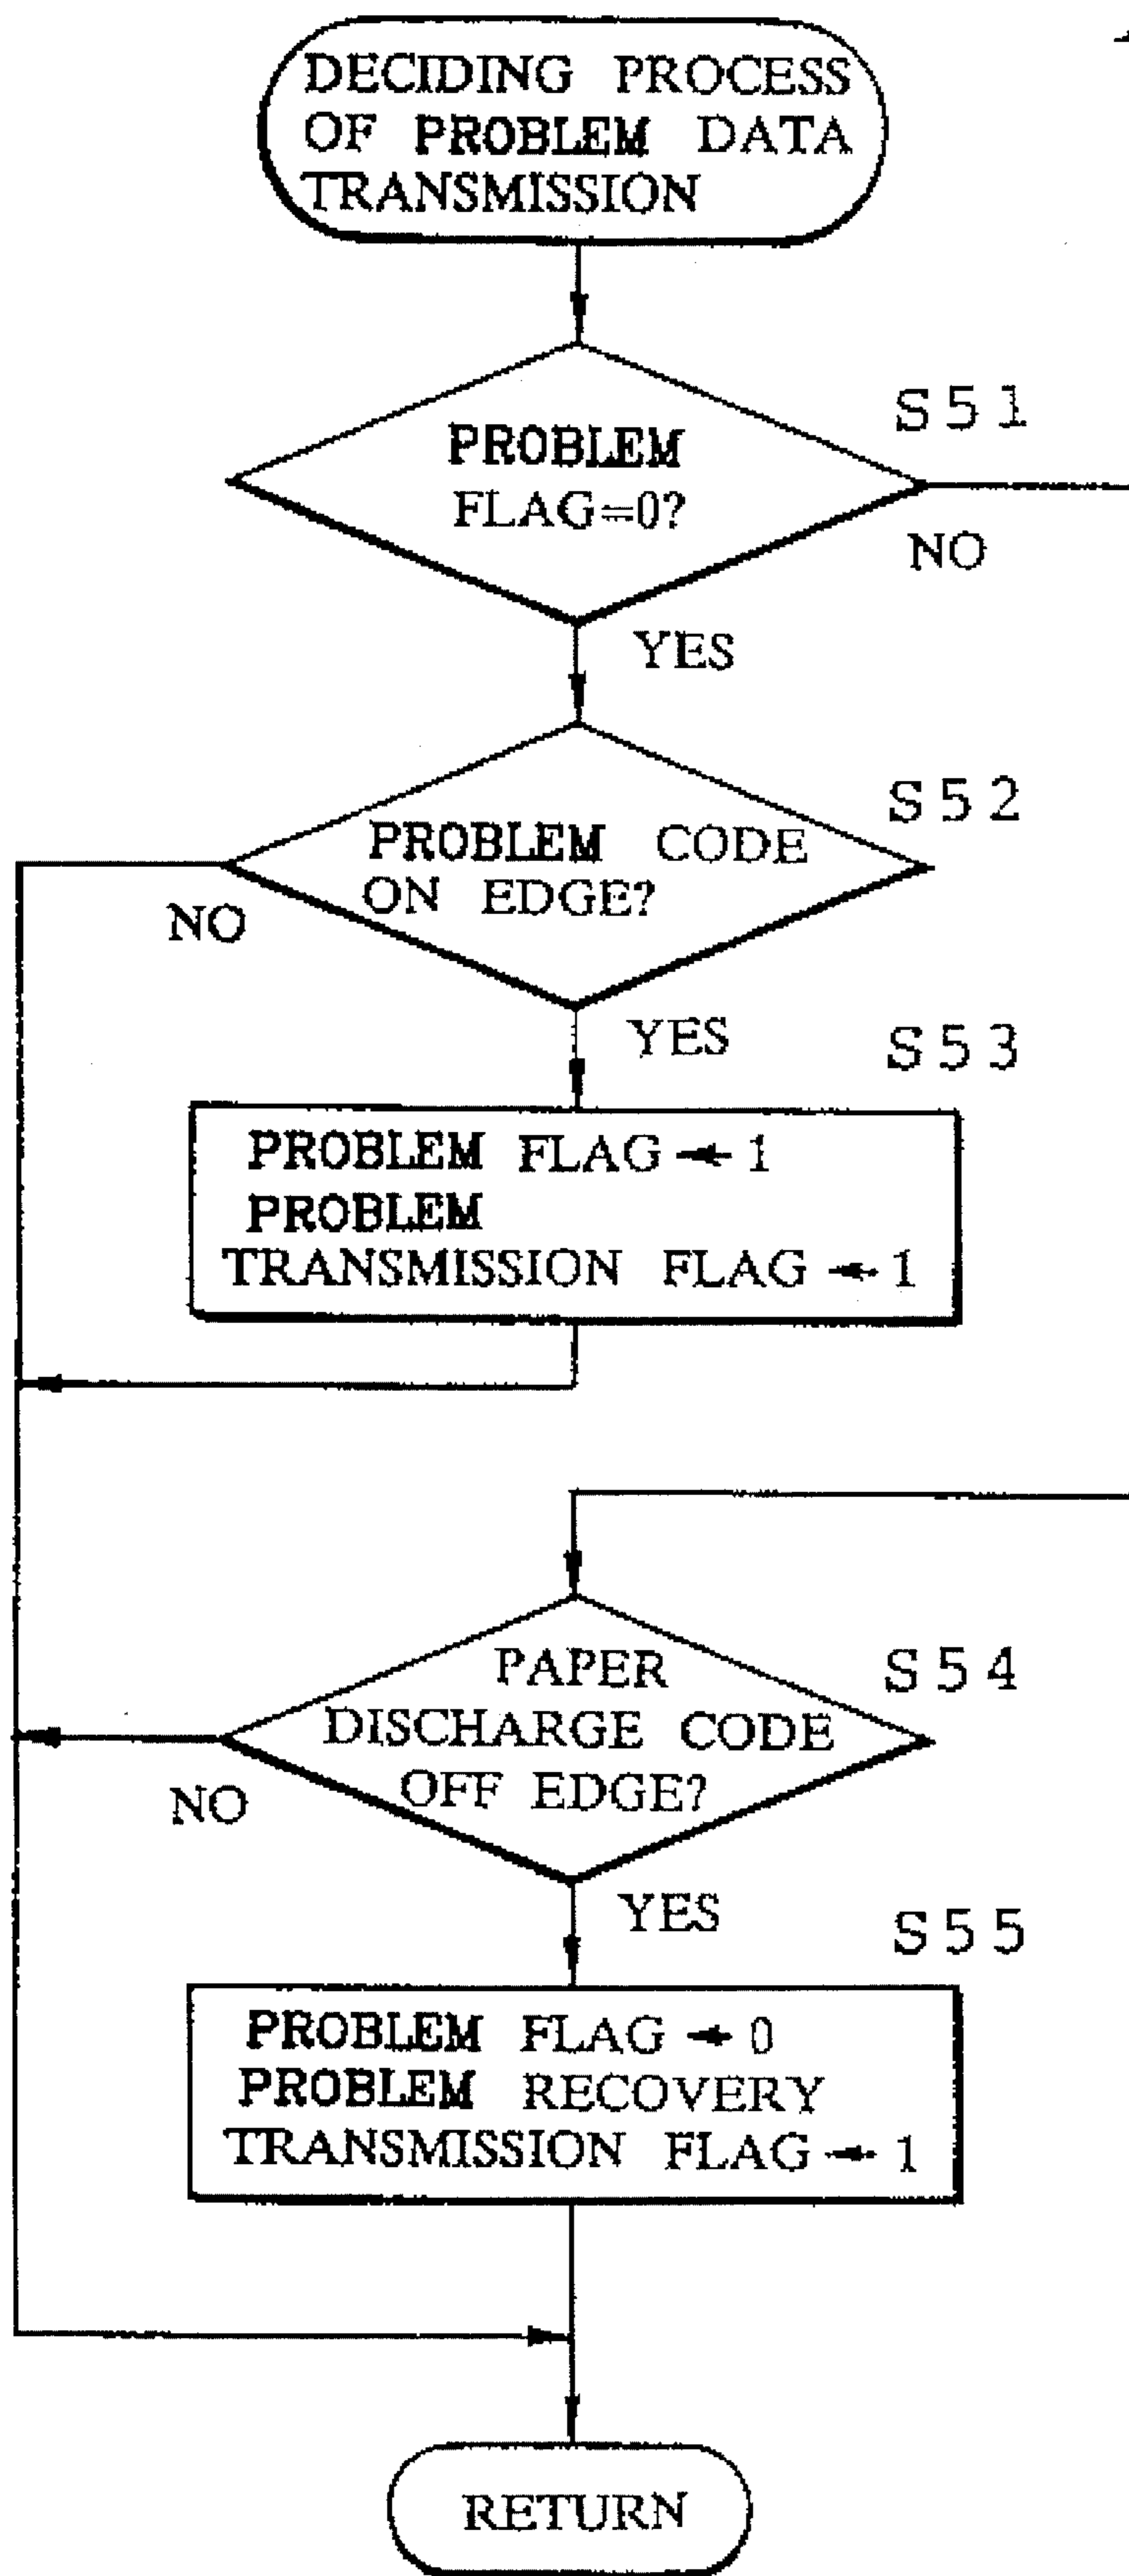 DECIDING PROCESS
OF PROBLEM DATA
TRANSMISSION
S51
PROBLEM
FLAG=0?
NO
YES
S52
PROBLEM CODE
ON EDGE?
NO
YES
S53
PROBLEM FLAG ← 1
PROBLEM
TRANSMISSION FLAG ← 1
PAPER
S54
DISCHARGE CODE
OFF EDGE?
NO
YES
S55
PROBLEM FLAG ← 0
PROBLEM RECOVERY
TRANSMISSION FLAG ← 1
RETURN